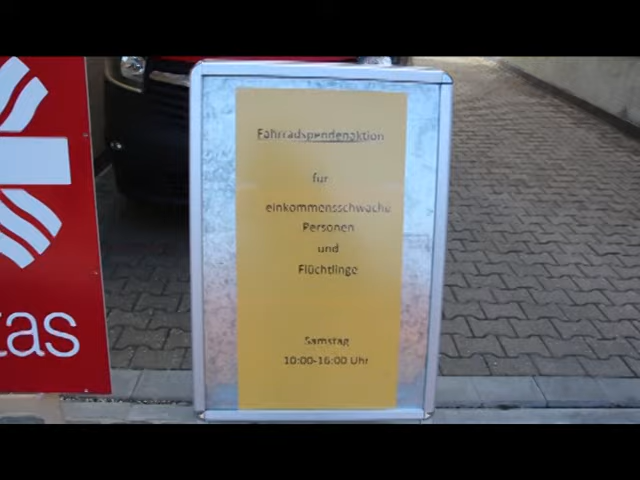 Fahrradspendenaktion
für
einkommensschwache
Personen
und
Flüchtlinge
Samstag
10:00-16:00 Uhr
tas